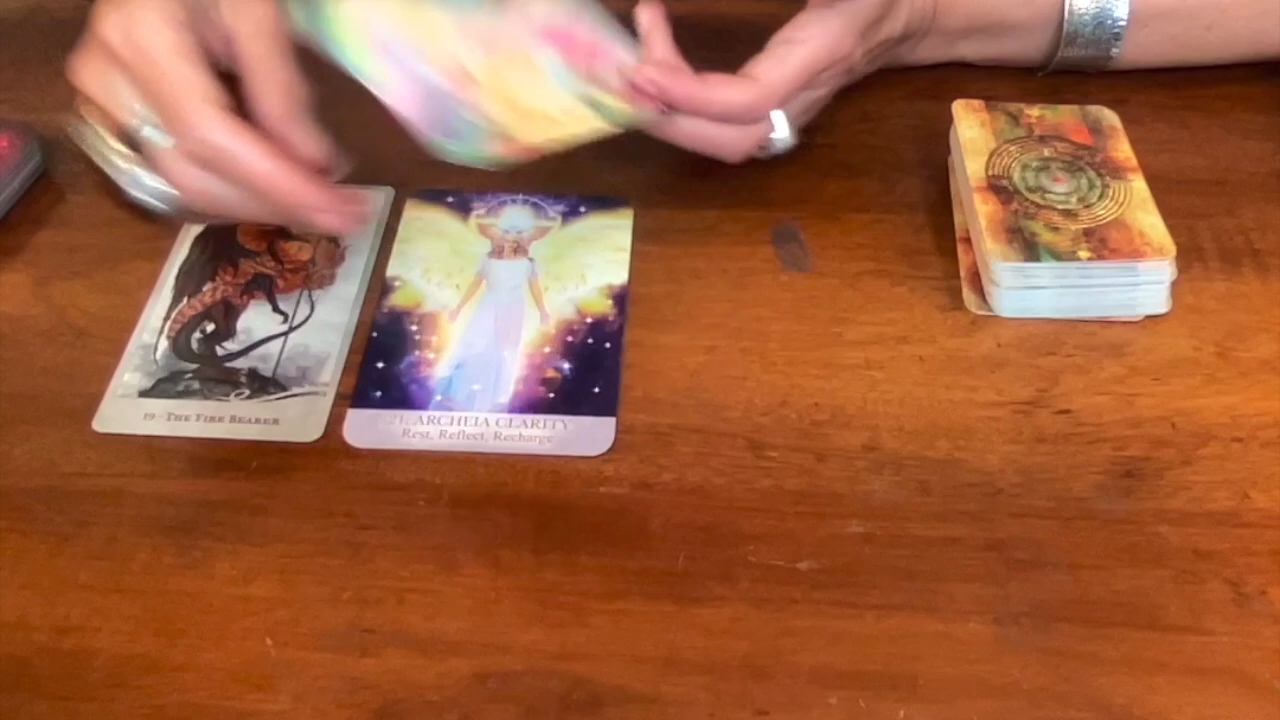 19 - THE FIRE BEARER
21. ARCHEIA CLARITY
Rest, Reflect, Recharge